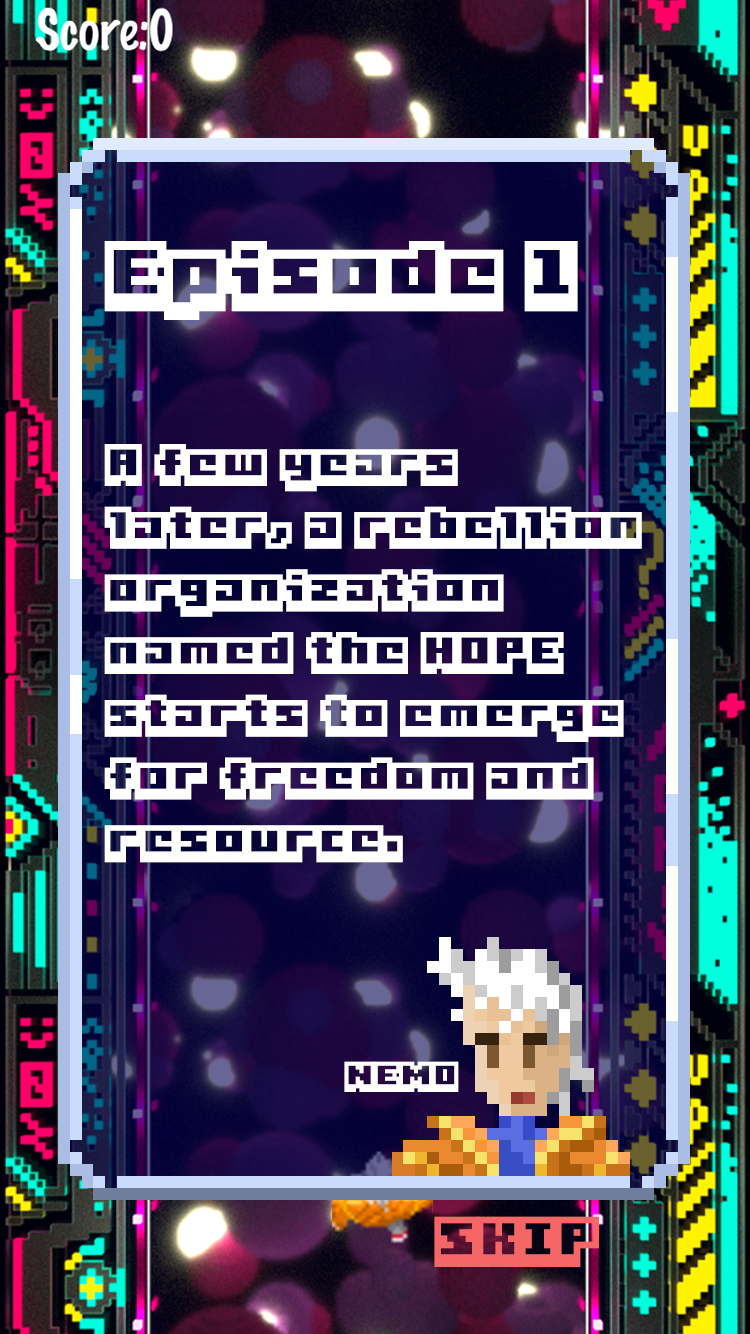 Score:0
Episode 1
A few years
later, a rebellion
organization
named the HOPE
starts to emerge
for freedom and
resource.
NEMO
SKIP